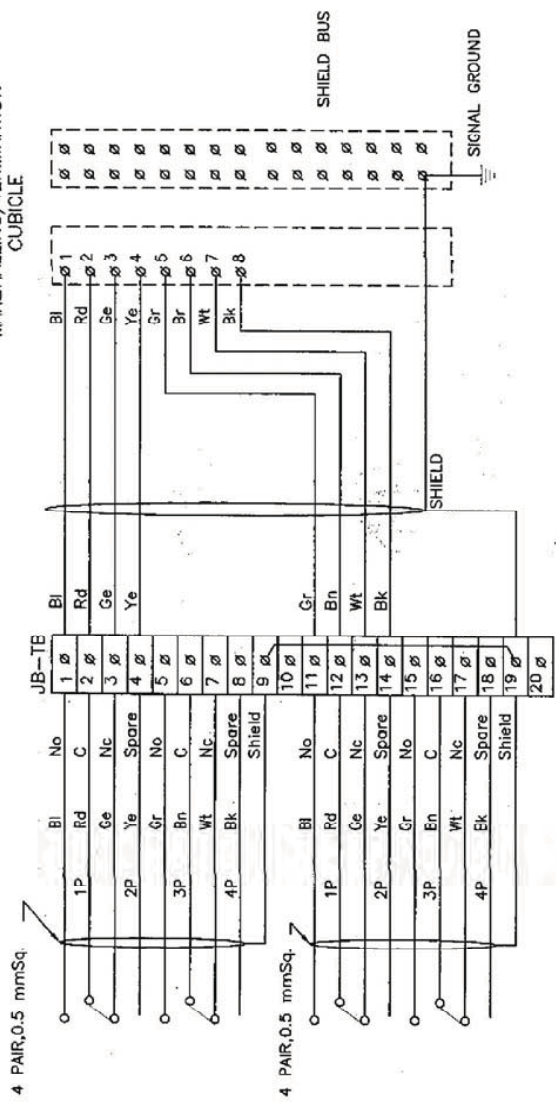 CUBICLE
SHIELD BUS
SIGNAL GROUND
1
2
3
4
5
6
7
8
Bl
Rd
Ge
Ye
Gr
Br
Wt
Bk
SHIELD
Bl
Rd
Ge
Ye
Gr
Bn
Wt
Bk
JB-TB
1
2
3
4
5
6
7
8
9
10
11
12
13
14
15
16
17
18
19
20
4 PAIR,0.5 mmSq.
Bl No
1P Rd C
Ge Nc
2P Ye Spare
Gr No
3P Bn C
Wt Nc
4P Bk Spare
Shield
4 PAIR,0.5 mmSq.
Bl No
1P Rd C
Ge Nc
2P Ye Spare
Gr No
3P Bn C
Wt Nc
4P Bk Spare
Shield